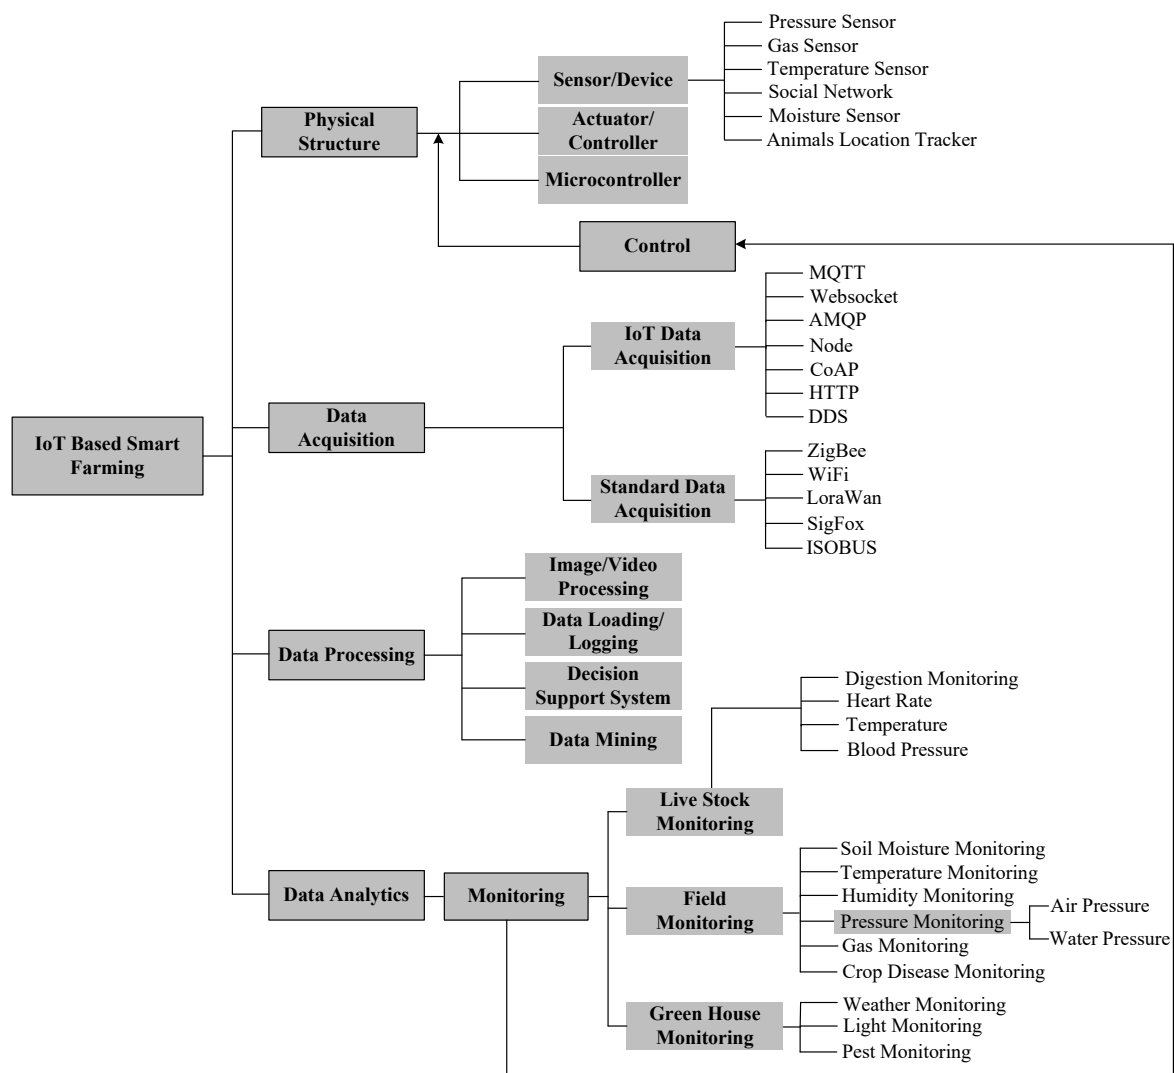 Pressure Sensor
Gas Sensor
Temperature Sensor
Social Network
Moisture Sensor
Animals Location Tracker
Sensor/Device
Actuator/
Controller
Microcontroller
Physical
Structure
Control
MQTT
Websocket
AMQP
Node
CoAP
HTTP
DDS
IoT Data
Acquisition
Data
Acquisition
IoT Based Smart
Farming
Standard Data
Acquisition
ZigBee
WiFi
LoraWan
SigFox
ISOBUS
Image/Video
Processing
Data Loading/
Logging
Data Processing
Decision
Support System
Data Mining
Digestion Monitoring
Heart Rate
Temperature
Blood Pressure
Live Stock
Monitoring
Data Analytics
Monitoring
Field
Monitoring
Soil Moisture Monitoring
Temperature Monitoring
Humidity Monitoring
Pressure Monitoring
Gas Monitoring
Crop Disease Monitoring
Air Pressure
Water Pressure
Green House
Monitoring
Weather Monitoring
Light Monitoring
Pest Monitoring